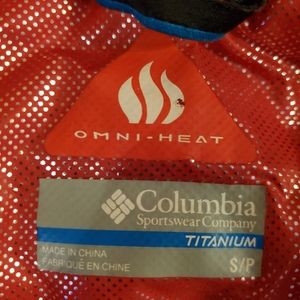 OMNI-HEAT
Columbia
Sportswear Company
TITANIUM
MADE IN CHINA
FABRIQUÉ EN CHINE
S/P